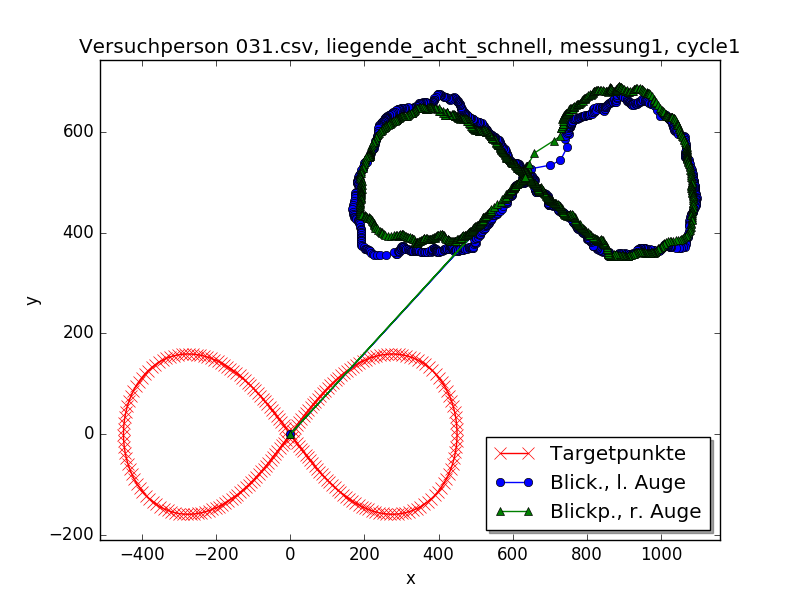 Versuchperson 031.csv, liegende_acht_schnell, messung1, cycle1
y
600
400
200
0
−200
−400
−200
0
200
400
600
800
1000
x
Targetpunkte
Blick., l. Auge
Blickp., r. Auge